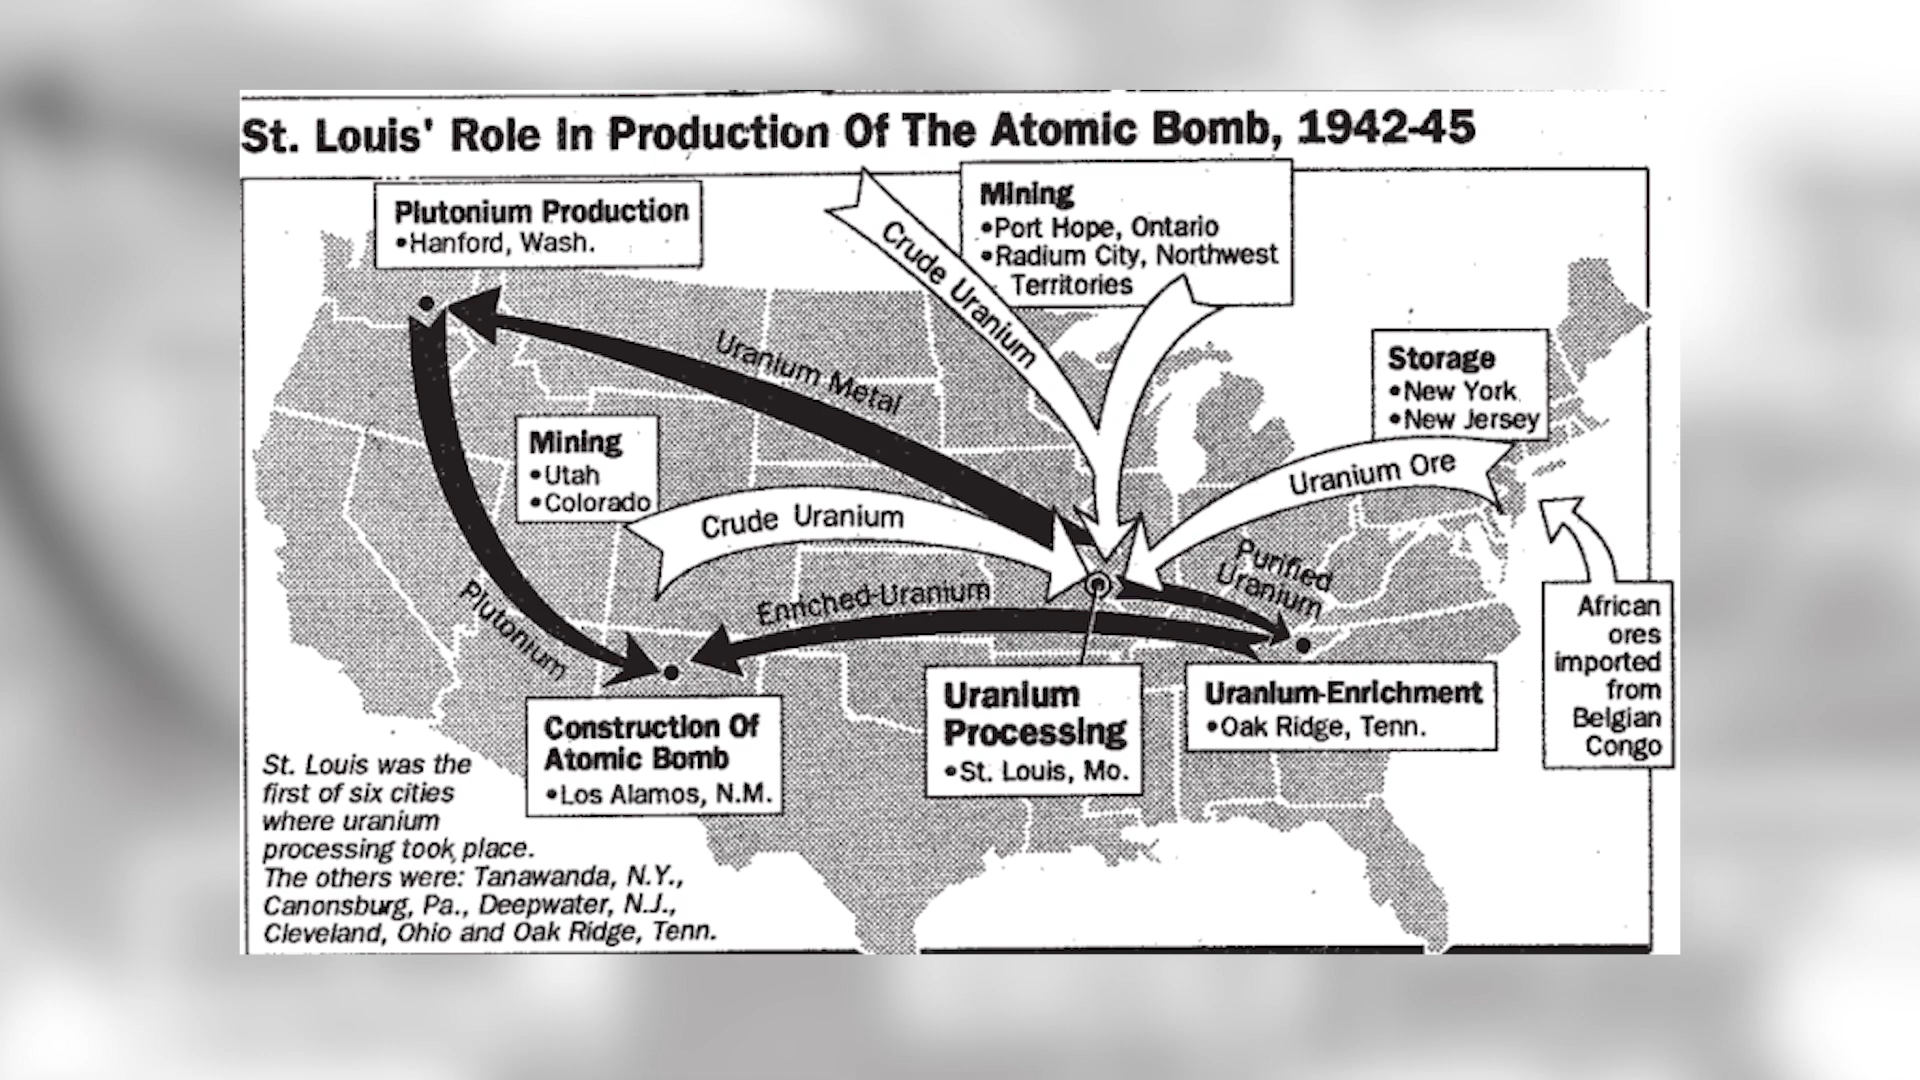 St. Louis' Role In Production Of The Atomic Bomb, 1942-45
Plutonium Production
•Hanford, Wash.
Mining
•Port Hope, Ontario
•Radium City, Northwest
Territories
Crude Uranium
Uranium Metal
Storage
•New York
•New Jersey
Mining
•Utah
•Colorado
Uranium Ore
Crude Uranium
Purified
Uranium
Enriched-Uranium
Plutonium
African
ores
imported
from
Belgian
Congo
Uranium
Processing
•St. Louis, Mo.
Uranium-Enrichment
•Oak Ridge, Tenn.
Construction Of
Atomic Bomb
•Los Alamos, N.M.
St. Louis was the
first of six cities
where uranium
processing took place.
The others were: Tanawanda, N.Y.,
Canonsburg, Pa., Deepwater, N.J.,
Cleveland, Ohio and Oak Ridge, Tenn.